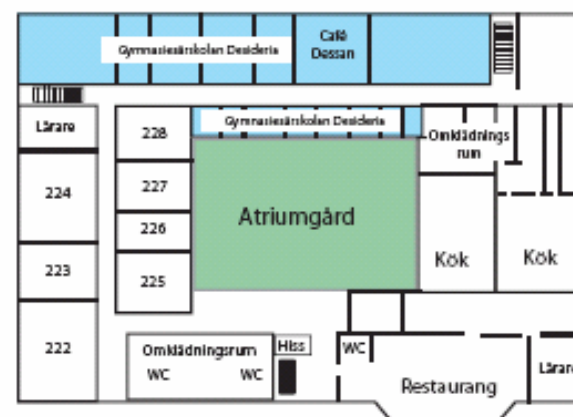 Café
Dessan
Gymnasiesärskolan Desideria
Lärare
228
Gymnasiesärskolan Desideria
Omklädnings
rum
224
227
226
Atriumgård
223
225
Kök
Kök
222
Omklädningsrum
WC
WC
Hiss
WC
Restaurang
Lärare